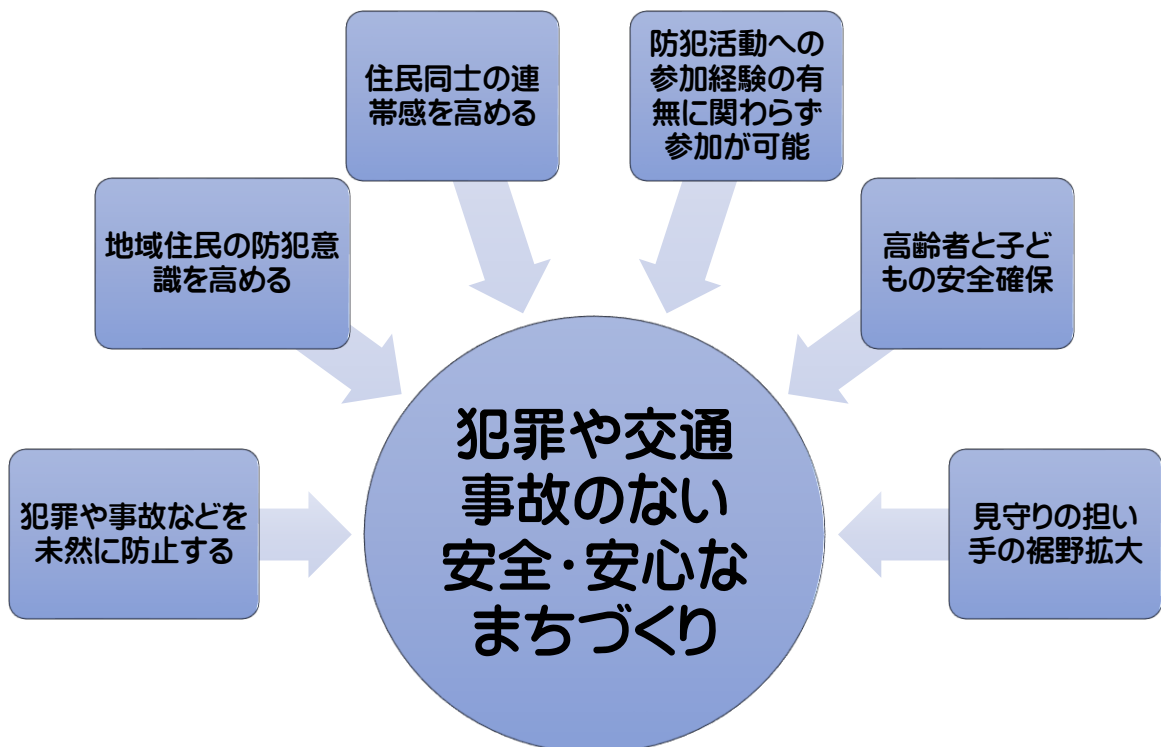 住民同士の連
帯感を高める
防犯活動への
参加経験の有
無に関わらず
参加が可能
地域住民の防犯意
識を高める
高齢者と子ど
もの安全確保
犯罪や事故などを
未然に防止する
犯罪や交通
事故のない
安全・安心な
まちづくり
見守りの担い
手の裾野拡大